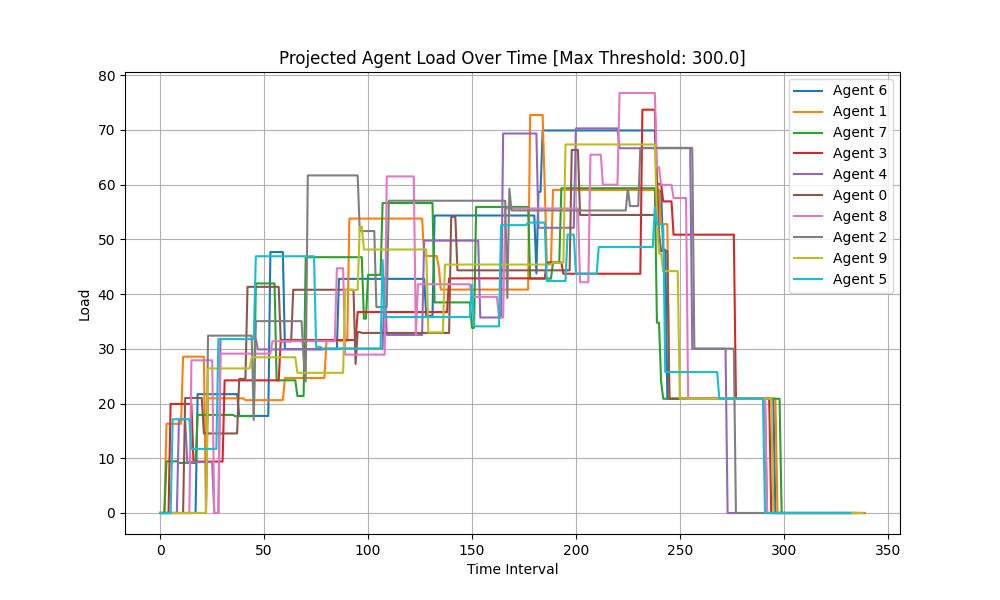 Projected Agent Load Over Time [Max Threshold: 300.0]
80
70
60
50
40
30
20
10
0
Load
0 50 100 150 200 250 300 350
Time Interval
Agent 6
Agent 1
Agent 7
Agent 3
Agent 4
Agent 0
Agent 8
Agent 2
Agent 9
Agent 5